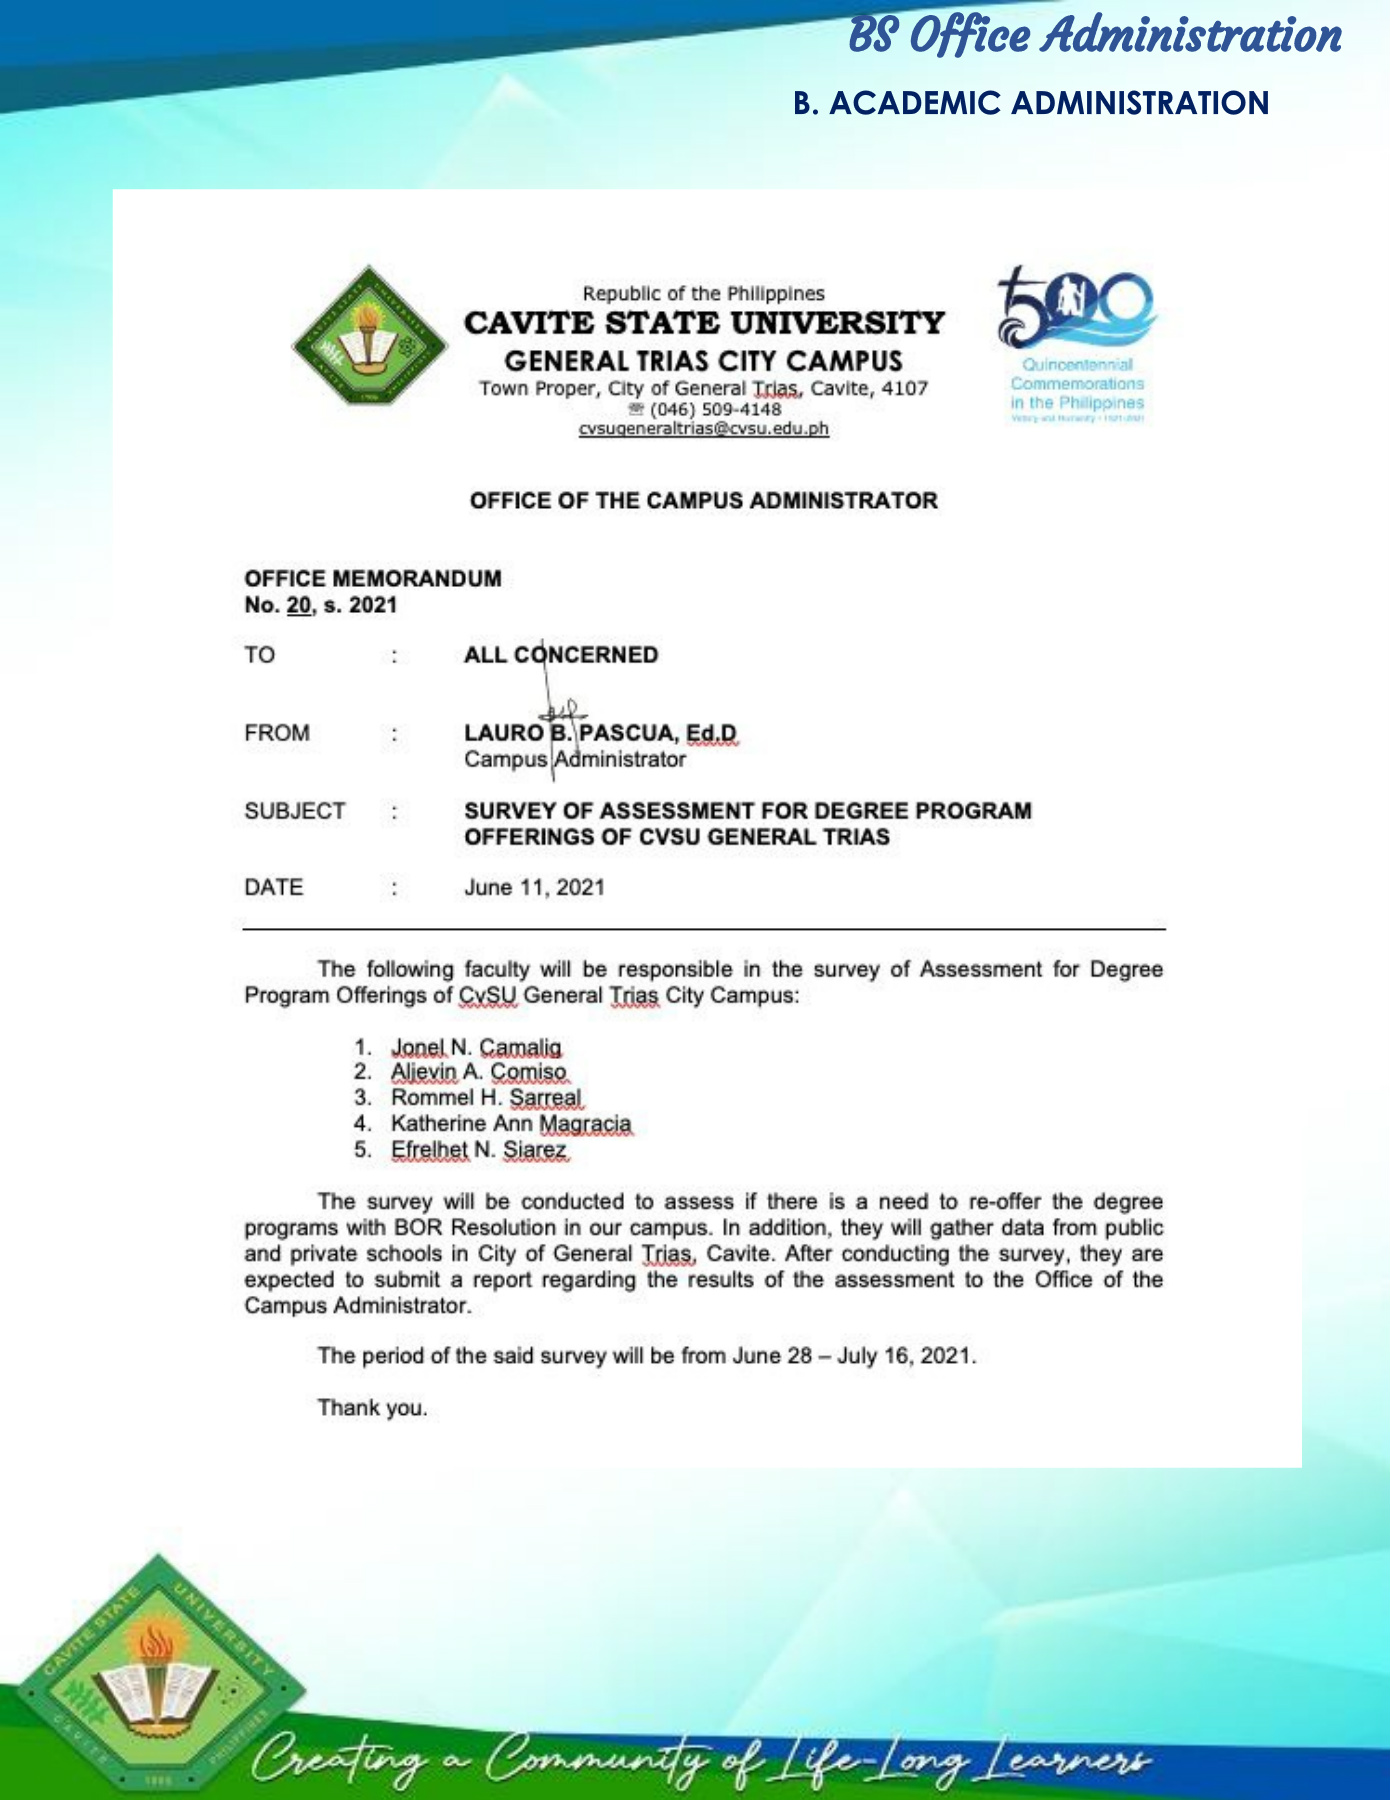 BS Office Administration
B. ACADEMIC ADMINISTRATION
Republic of the Philippines
CAVITE STATE UNIVERSITY
GENERAL TRIAS CITY CAMPUS
Town Proper, City of General Trias, Cavite, 4107
☏ (046) 509-4148
cvsugeneraltrias@cvsu.edu.ph
500
Quincentennial
Commemorations
in the Philippines
Victory and Humanity • 1521-2021
OFFICE OF THE CAMPUS ADMINISTRATOR
OFFICE MEMORANDUM
No. 20, s. 2021
TO : ALL CONCERNED
FROM : LAURO B. PASCUA, Ed.D
Campus Administrator
SUBJECT : SURVEY OF ASSESSMENT FOR DEGREE PROGRAM
OFFERINGS OF CVSU GENERAL TRIAS
DATE : June 11, 2021
The following faculty will be responsible in the survey of Assessment for Degree
Program Offerings of CvSU General Trias City Campus:
1. Jonel N. Camalig
2. Aljevin A. Comiso
3. Rommel H. Sarreal
4. Katherine Ann Magracia
5. Efrelhet N. Siarez
The survey will be conducted to assess if there is a need to re-offer the degree
programs with BOR Resolution in our campus. In addition, they will gather data from public
and private schools in City of General Trias, Cavite. After conducting the survey, they are
expected to submit a report regarding the results of the assessment to the Office of the
Campus Administrator.
The period of the said survey will be from June 28 – July 16, 2021.
Thank you.
CAVITE STATE UNIVERSITY
CAVITE PHILIPPINES
1906
Creating a Community of Life-Long Learners